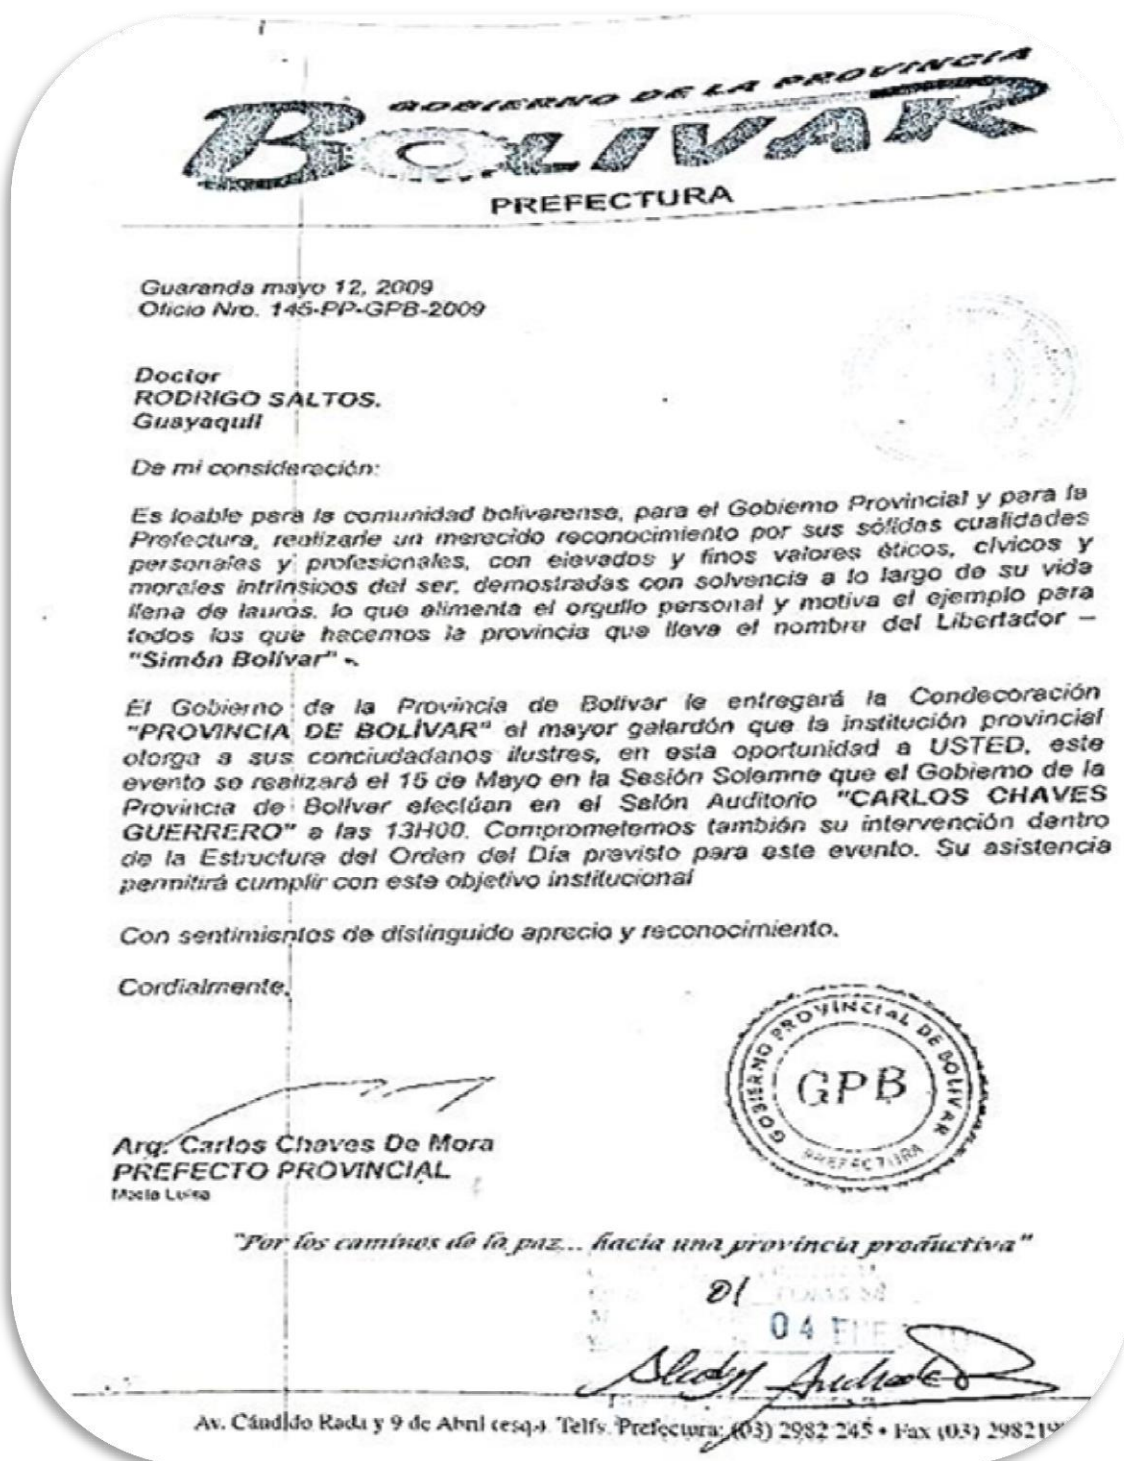 GOBIERNO DE LA PROVINCIA
BOLIVAR
PREFECTURA
Guaranda mayo 12, 2009
Oficio Nro. 145-PP-GPB-2009
Doctor
RODRIGO SALTOS.
Guayaquil
De mi consideración:
Es loable para la comunidad bolivarense, para el Gobierno Provincial y para la
Prefectura, realizarle un merecido reconocimiento por sus sólidas cualidades
personales y profesionales, con elevados y finos valores éticos, cívicos y
morales intrínsicos del ser, demostradas con solvencia a lo largo de su vida
llena de lauros, lo que alimenta el orgullo personal y motiva el ejemplo para
todos los que hacemos la provincia que lleva el nombre del Libertador –
"Simón Bolívar" -.
El Gobierno de la Provincia de Bolívar le entregará la Condecoración
"PROVINCIA DE BOLÍVAR" el mayor galardón que la institución provincial
otorga a sus conciudadanos ilustres, en esta oportunidad a USTED, este
evento se realizará el 15 de Mayo en la Sesión Solemne que el Gobierno de la
Provincia de Bolívar efectúan en el Salón Auditorio "CARLOS CHAVES
GUERRERO" a las 13H00. Comprometemos también su intervención dentro
de la Estructura del Orden del Día previsto para este evento. Su asistencia
permitirá cumplir con este objetivo institucional
Con sentimientos de distinguido aprecio y reconocimiento.
Cordialmente,
GOBIERNO PROVINCIAL DE BOLIVAR
GPB
PREFECTURA
Arq. Carlos Chaves De Mora
PREFECTO PROVINCIAL
María Luisa
"Por los caminos de la paz... hacia una provincia productiva"
04 ENE
Gladys Andrade
Av. Cándido Rada y 9 de Abril (esq.). Telfs. Prefectura: (03) 2982 245 • Fax (03) 298219